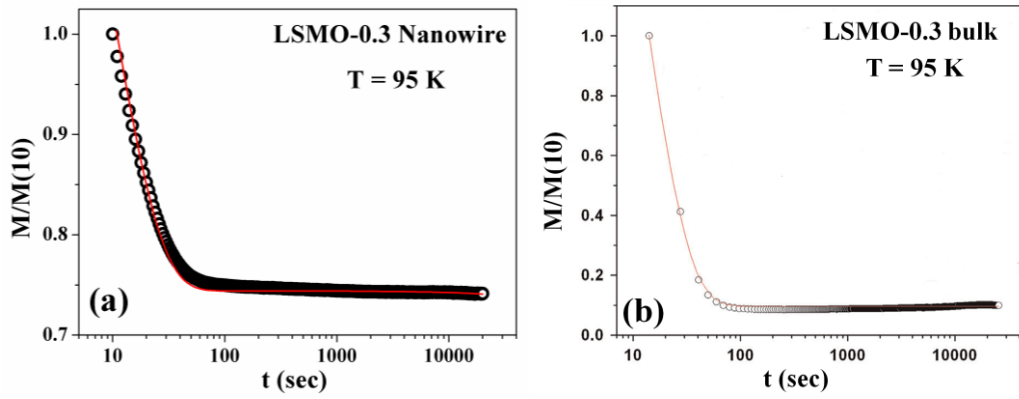 LSMO-0.3 Nanowire
T = 95 K
M/M(10)
1.0
0.9
0.8
0.7
(a)
10
100
1000
10000
t (sec)
LSMO-0.3 bulk
T = 95 K
M/M(10)
1.0
0.8
0.6
0.4
0.2
0.0
(b)
10
100
1000
10000
t (sec)